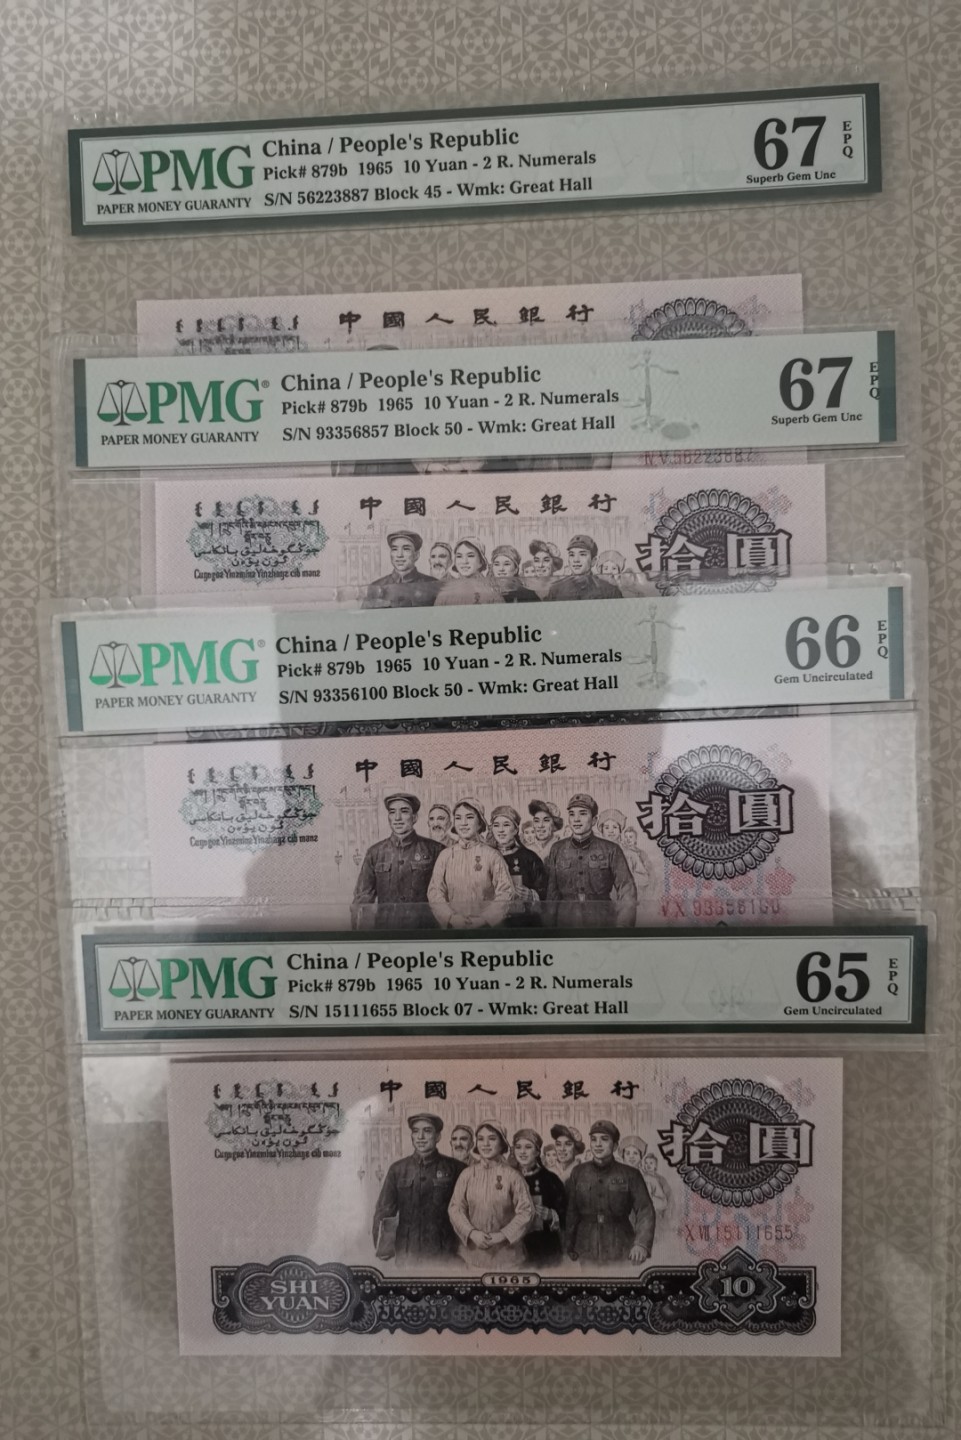 PMG
PAPER MONEY GUARANTY
China / People's Republic
Pick# 879b 1965 10 Yuan - 2 R. Numerals
S/N 56223887 Block 45 - Wmk: Great Hall
67
EPQ
Superb Gem Unc
中國人民銀行
PMG®
PAPER MONEY GUARANTY
China / People's Republic
Pick# 879b 1965 10 Yuan - 2 R. Numerals
S/N 93356857 Block 50 - Wmk: Great Hall
67
EPQ
Superb Gem Unc
56223887
中國人民銀行
拾圓
PMG®
PAPER MONEY GUARANTY
China / People's Republic
Pick# 879b 1965 10 Yuan - 2 R. Numerals
S/N 93356100 Block 50 - Wmk: Great Hall
66
EPQ
Gem Uncirculated
YUAN
中國人民銀行
拾圓
93356100
PMG
PAPER MONEY GUARANTY
China / People's Republic
Pick# 879b 1965 10 Yuan - 2 R. Numerals
S/N 15111655 Block 07 - Wmk: Great Hall
65
EPQ
Gem Uncirculated
中國人民銀行
拾圓
15111655
1965
SHI
YUAN
10